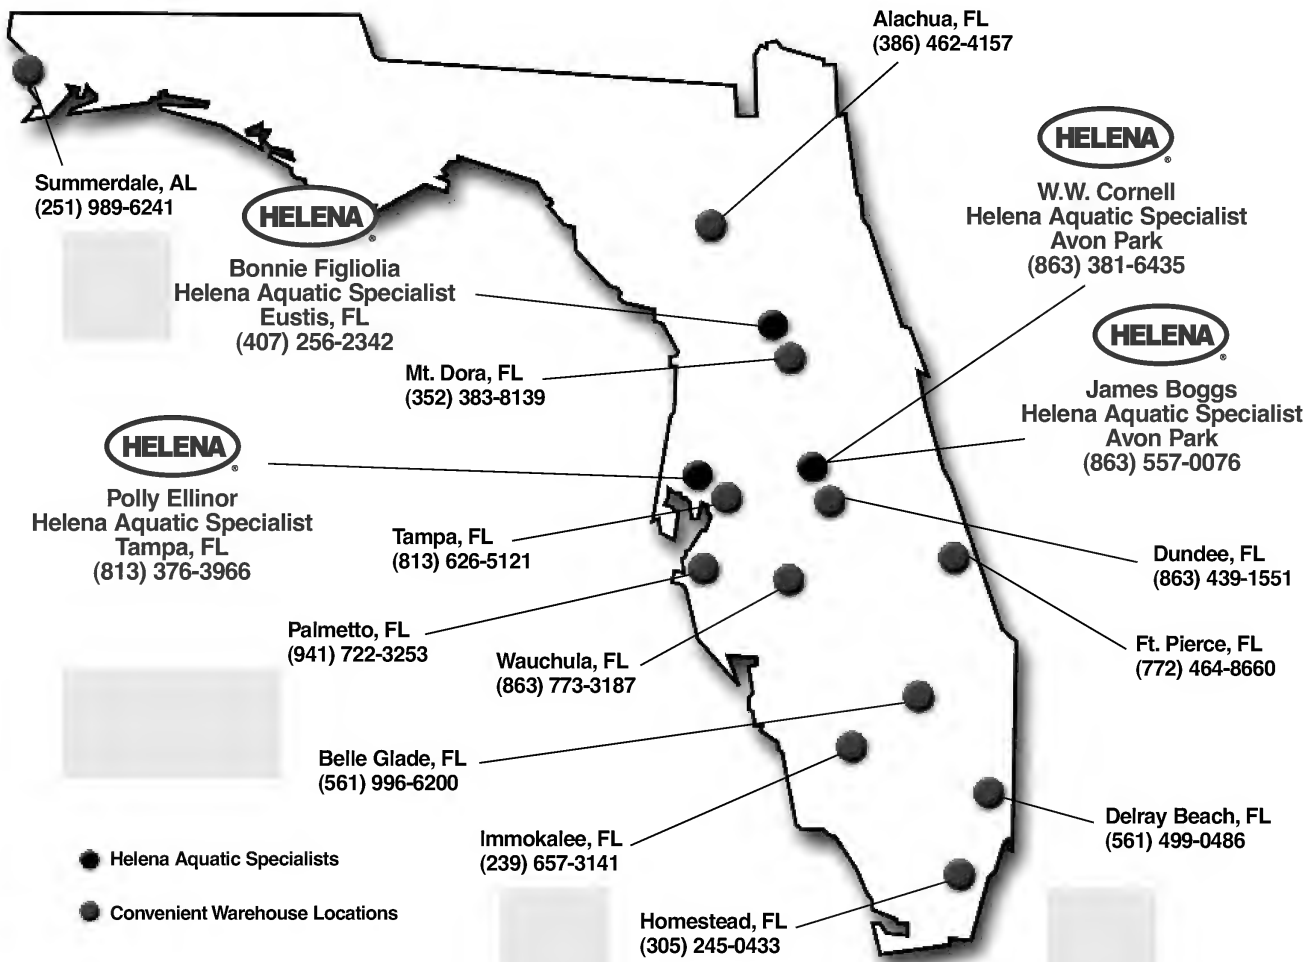 Alachua, FL
(386) 462-4157
HELENA
®
W.W. Cornell
Helena Aquatic Specialist
Avon Park
(863) 381-6435
Summerdale, AL
(251) 989-6241
HELENA
®
Bonnie Figliolia
Helena Aquatic Specialist
Eustis, FL
(407) 256-2342
HELENA
®
James Boggs
Helena Aquatic Specialist
Avon Park
(863) 557-0076
Mt. Dora, FL
(352) 383-8139
HELENA
®
Polly Ellinor
Helena Aquatic Specialist
Tampa, FL
(813) 376-3966
Tampa, FL
(813) 626-5121
Dundee, FL
(863) 439-1551
Palmetto, FL
(941) 722-3253
Wauchula, FL
(863) 773-3187
Ft. Pierce, FL
(772) 464-8660
Belle Glade, FL
(561) 996-6200
Immokalee, FL
(239) 657-3141
Delray Beach, FL
(561) 499-0486
Homestead, FL
(305) 245-0433
Helena Aquatic Specialists
Convenient Warehouse Locations